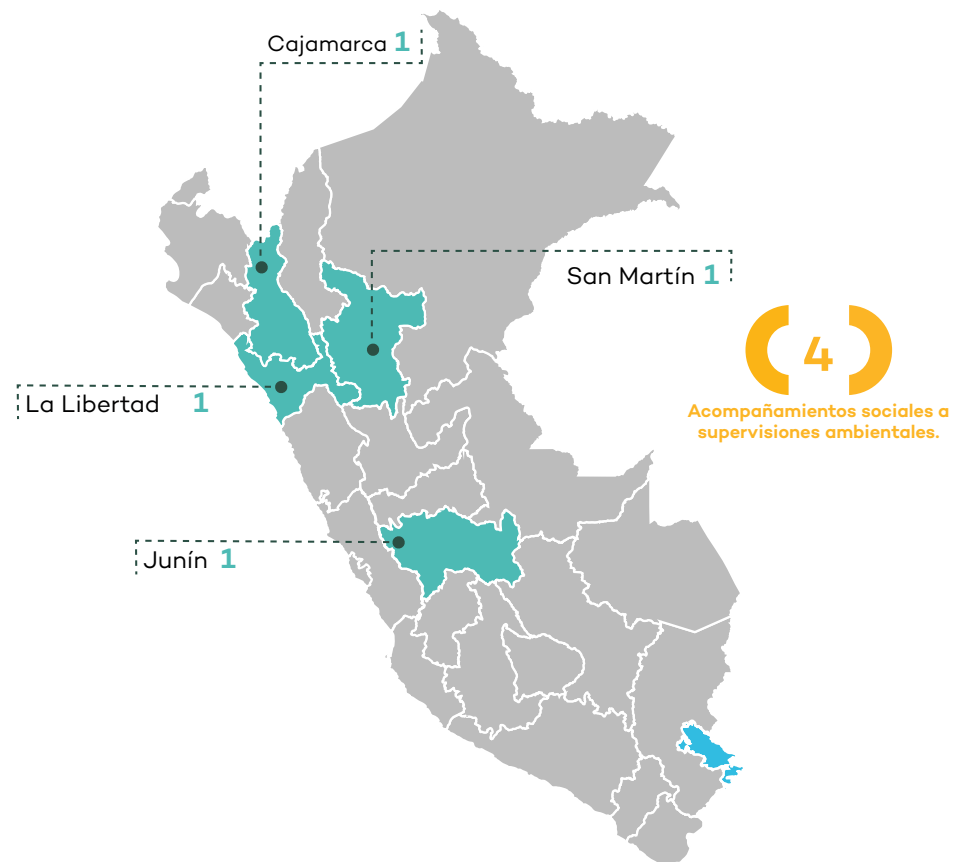 Cajamarca 1
San Martín 1
4
Acompañamientos sociales a
supervisiones ambientales.
La Libertad 1
Junín 1